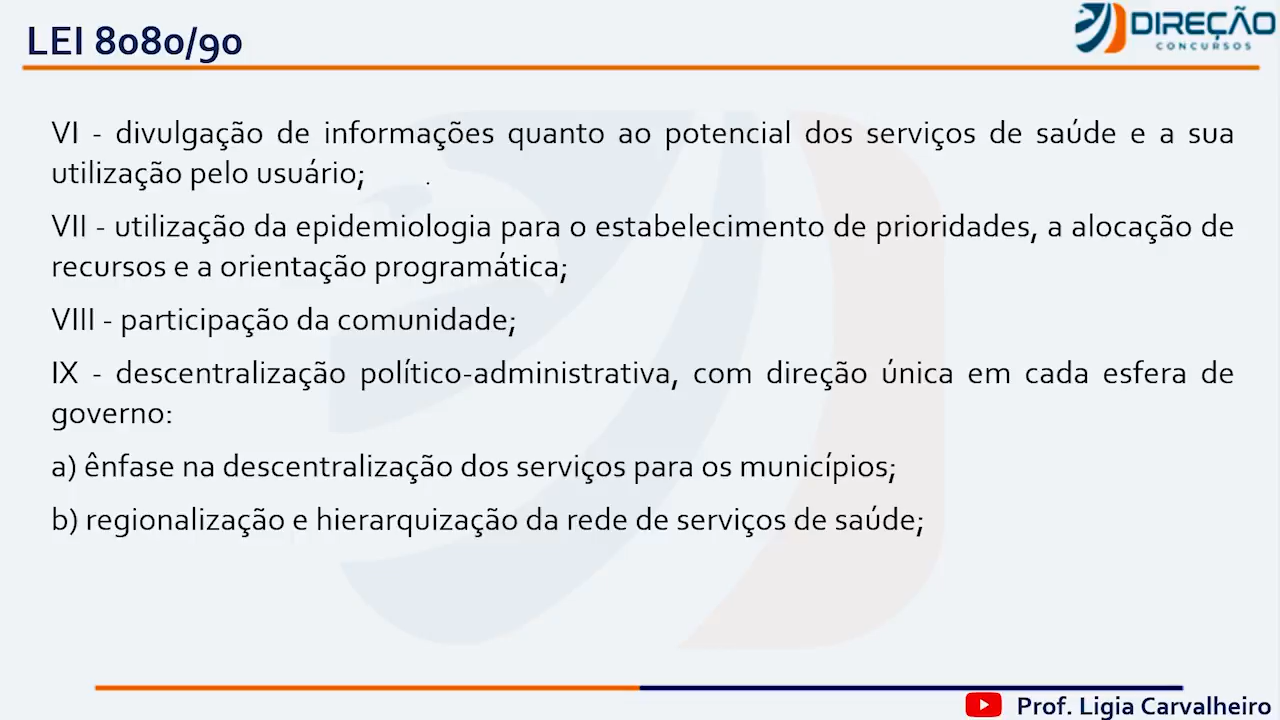 LEI 8080/90
DIREÇÃO
CONCURSOS
VI - divulgação de informações quanto ao potencial dos serviços de saúde e a sua
utilização pelo usuário;
VII - utilização da epidemiologia para o estabelecimento de prioridades, a alocação de
recursos e a orientação programática;
VIII - participação da comunidade;
IX - descentralização político-administrativa, com direção única em cada esfera de
governo:
a) ênfase na descentralização dos serviços para os municípios;
b) regionalização e hierarquização da rede de serviços de saúde;
Prof. Ligia Carvalheiro